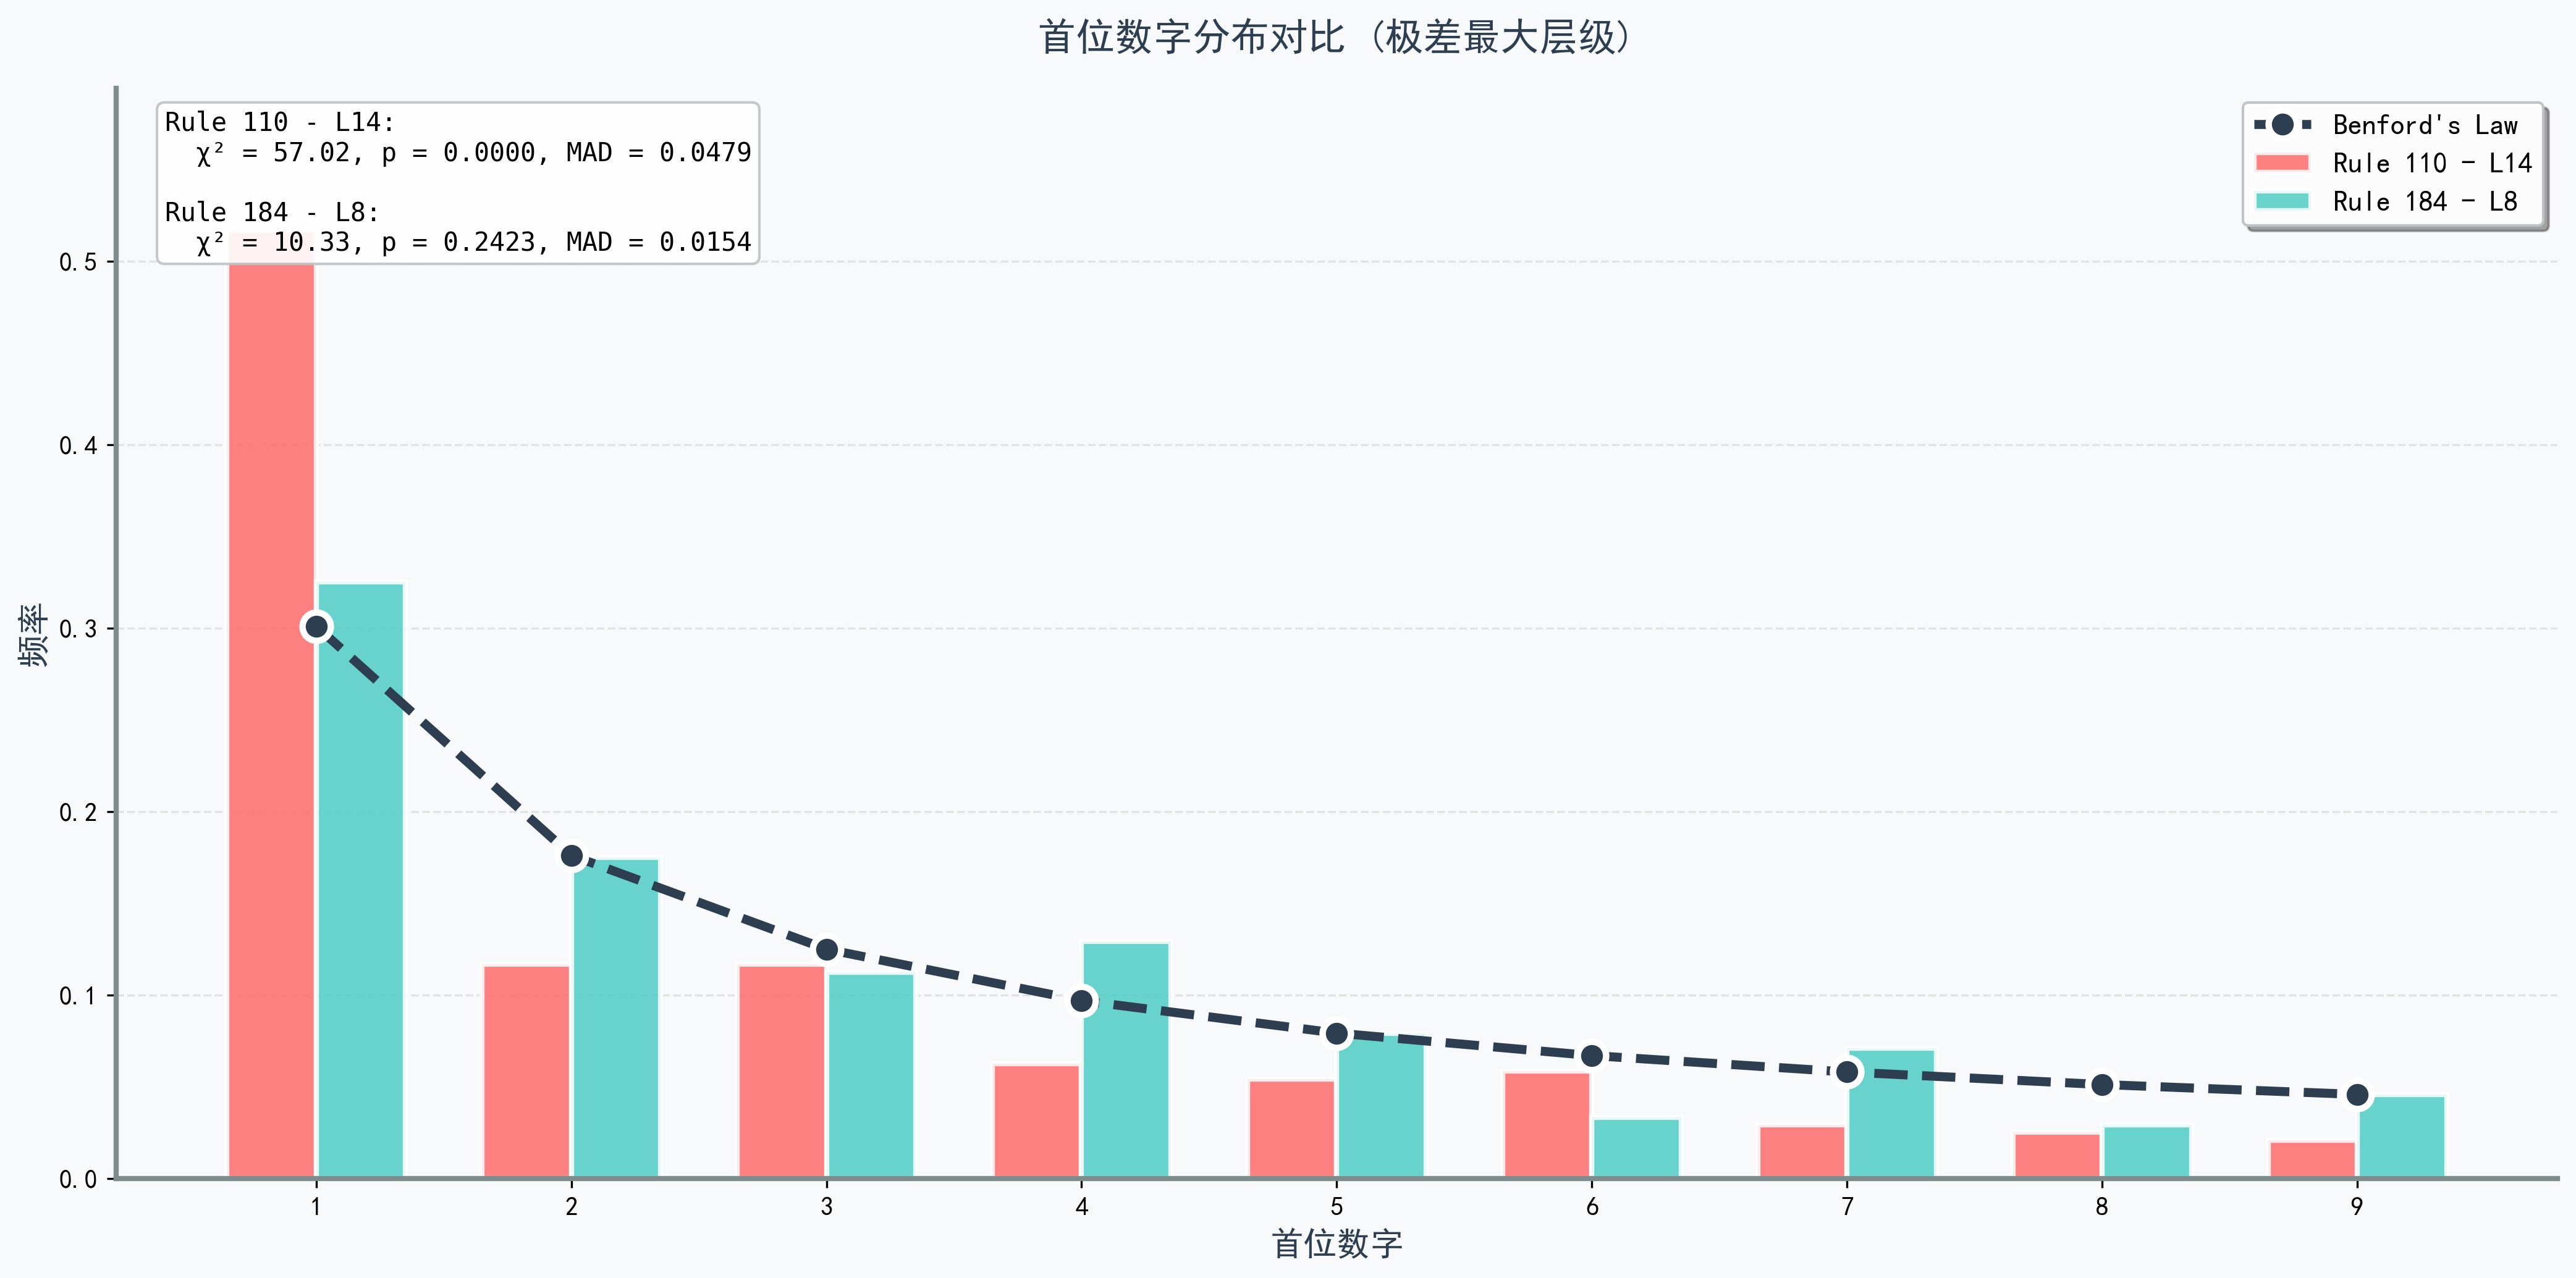 首位数字分布对比 (极差最大层级)
Rule 110 - L14:
χ² = 57.02, p = 0.0000, MAD = 0.0479
Rule 184 - L8:
χ² = 10.33, p = 0.2423, MAD = 0.0154
Benford's Law
Rule 110 - L14
Rule 184 - L8
频率
0.5
0.4
0.3
0.2
0.1
0.0
1 2 3 4 5 6 7 8 9
首位数字